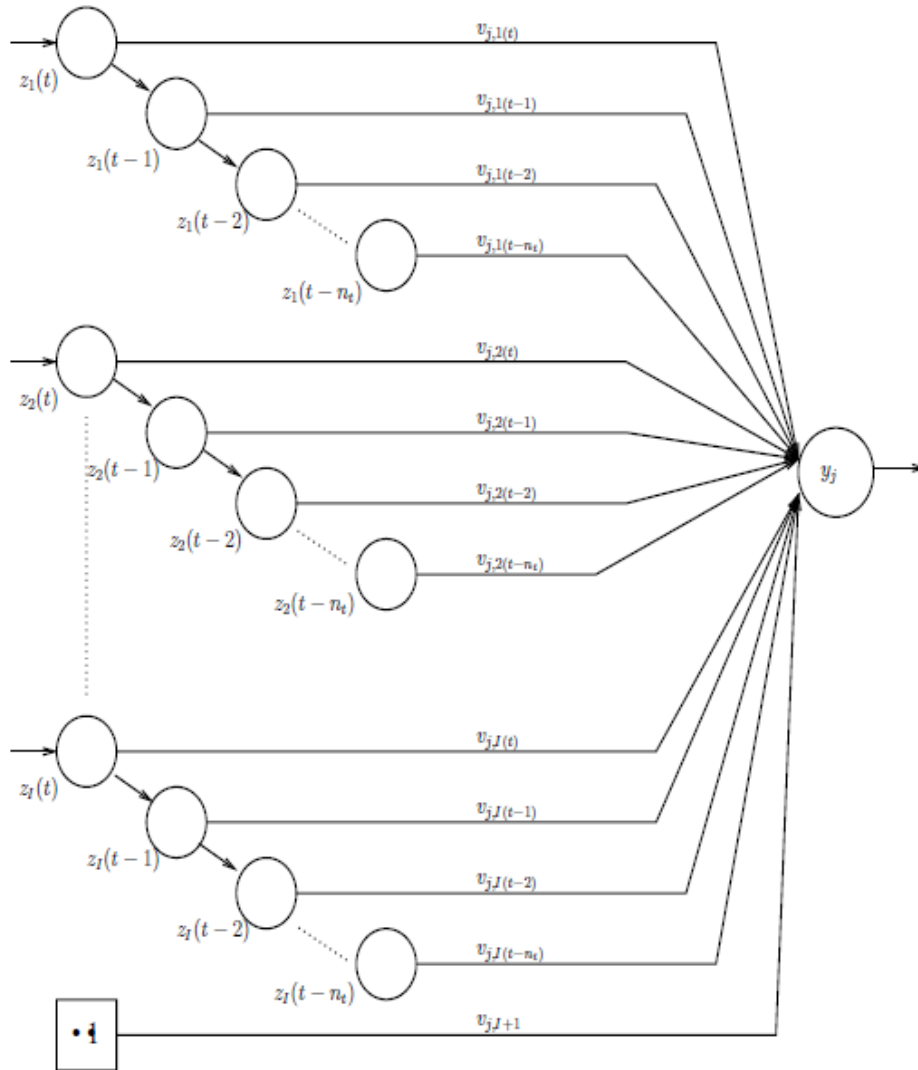 v_{j,1(t)}
z_1(t)
v_{j,1(t−1)}
z_1(t − 1)
v_{j,1(t−2)}
z_1(t − 2)
v_{j,1(t−n_t)}
z_1(t − n_t)
v_{j,2(t)}
z_2(t)
v_{j,2(t−1)}
z_2(t − 1)
y_j
v_{j,2(t−2)}
z_2(t − 2)
v_{j,2(t−n_t)}
z_2(t − n_t)
v_{j,I(t)}
z_I(t)
v_{j,I(t−1)}
z_I(t − 1)
v_{j,I(t−2)}
z_I(t − 2)
v_{j,I(t−n_t)}
z_I(t − n_t)
v_{j,I+1}